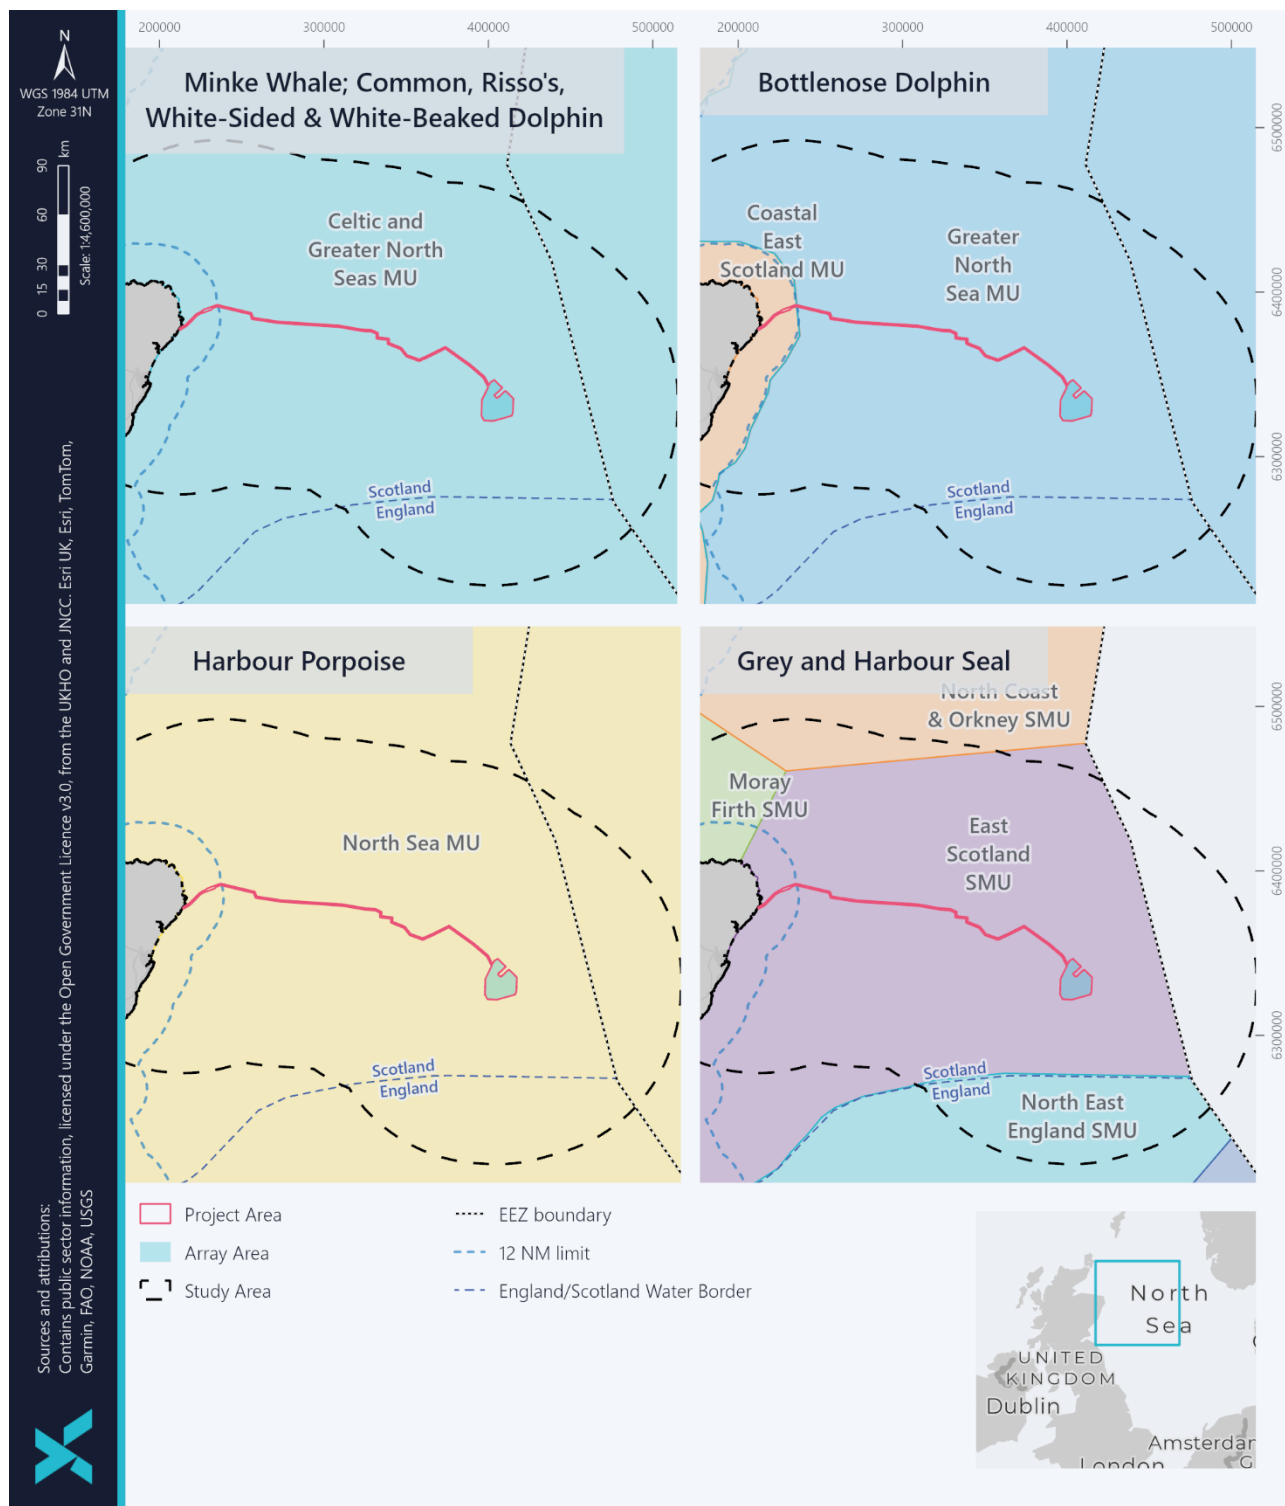 200000
300000
400000
500000
200000
300000
400000
500000
N
WGS 1984 UTM
Zone 31N
0 15 30 60 90 km
Scale: 1:4,600,000
Sources and attributions:
Contains public sector information, licensed under the Open Government Licence v3.0, from the UKHO and JNCC. Esri UK, Esri, TomTom,
Garmin, FAO, NOAA, USGS
Minke Whale; Common, Risso's,
White-Sided & White-Beaked Dolphin
Celtic and
Greater North
Seas MU
Scotland
England
Bottlenose Dolphin
Coastal
East
Scotland MU
Greater
North
Sea MU
Scotland
England
6500000
6400000
6300000
Harbour Porpoise
North Sea MU
Scotland
England
Grey and Harbour Seal
North Coast
& Orkney SMU
Moray
Firth SMU
East
Scotland
SMU
Scotland
England
North East
England SMU
6500000
6400000
6300000
Project Area
Array Area
Study Area
EEZ boundary
12 NM limit
England/Scotland Water Border
North
Sea
UNITED
KINGDOM
Dublin
Amsterdar
London
G